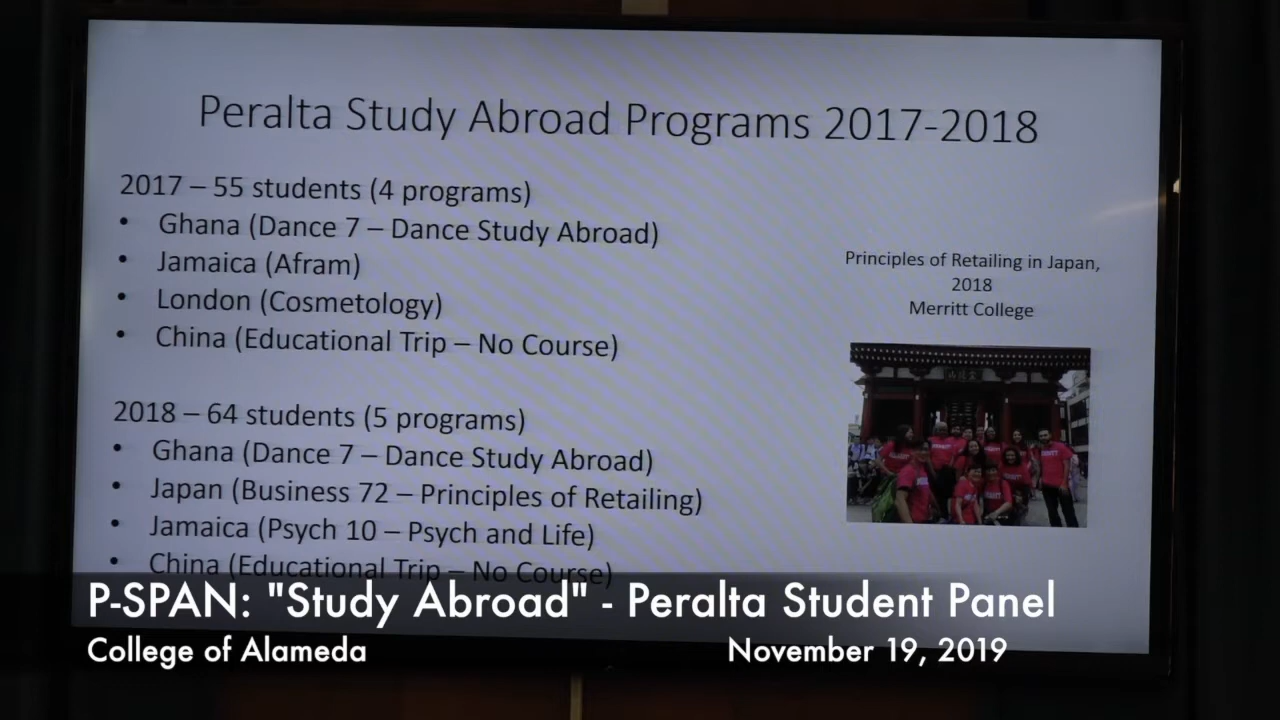 Peralta Study Abroad Programs 2017-2018
2017 – 55 students (4 programs)
• Ghana (Dance 7 – Dance Study Abroad)
• Jamaica (Afram)
• London (Cosmetology)
• China (Educational Trip – No Course)
2018 – 64 students (5 programs)
• Ghana (Dance 7 – Dance Study Abroad)
• Japan (Business 72 – Principles of Retailing)
• Jamaica (Psych 10 – Psych and Life)
• China (Educational Trip – No Course)
Principles of Retailing in Japan,
2018
Merritt College
P-SPAN: "Study Abroad" - Peralta Student Panel
College of Alameda November 19, 2019